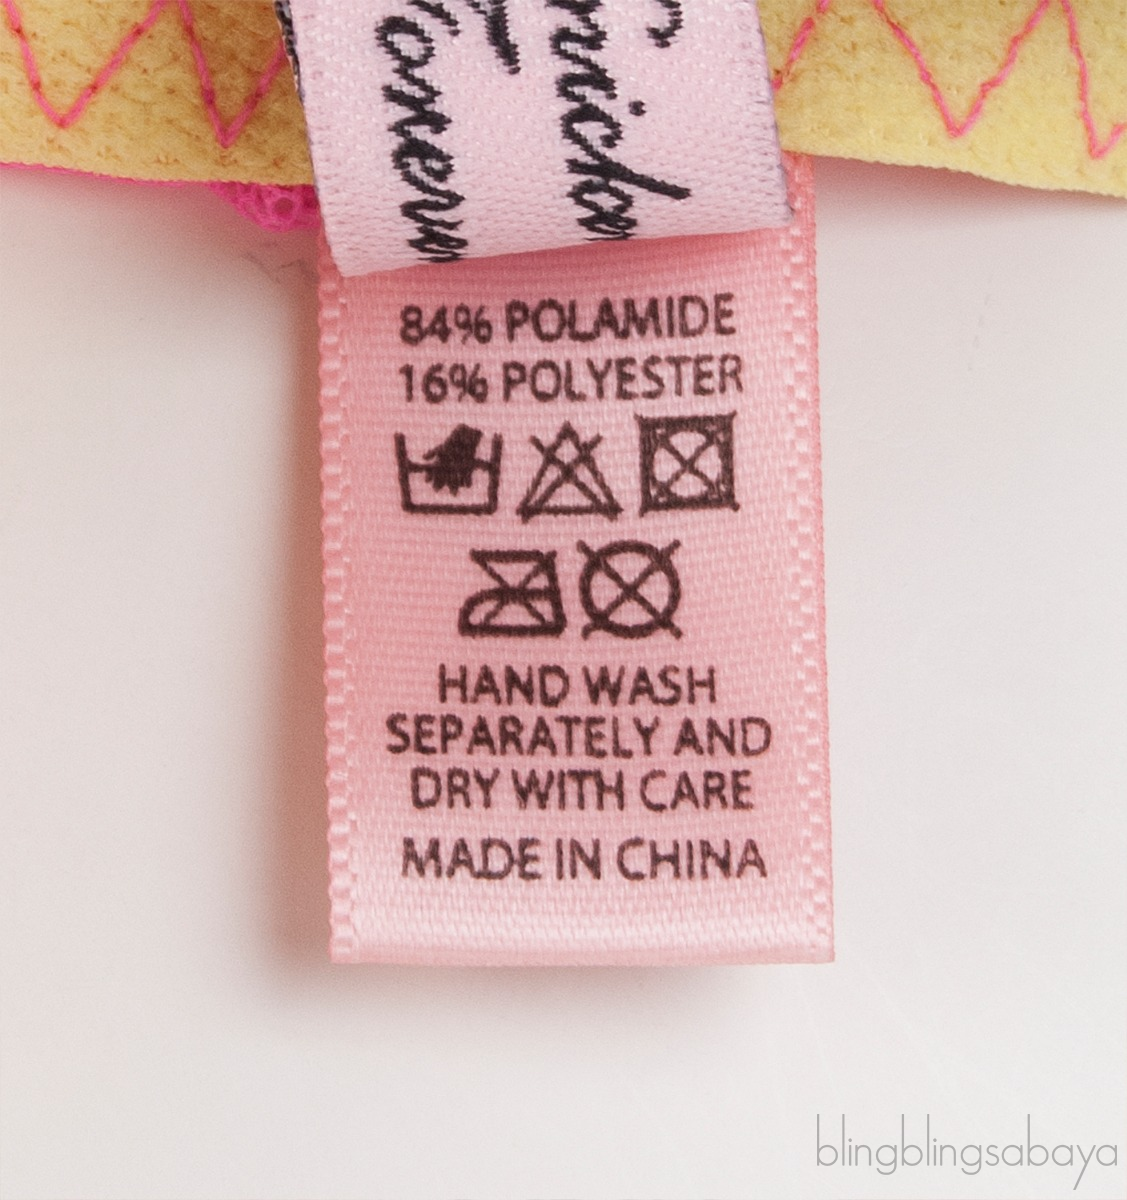 84% POLAMIDE
16% POLYESTER
HAND WASH
SEPARATELY AND
DRY WITH CARE
MADE IN CHINA
blingblingsabaya